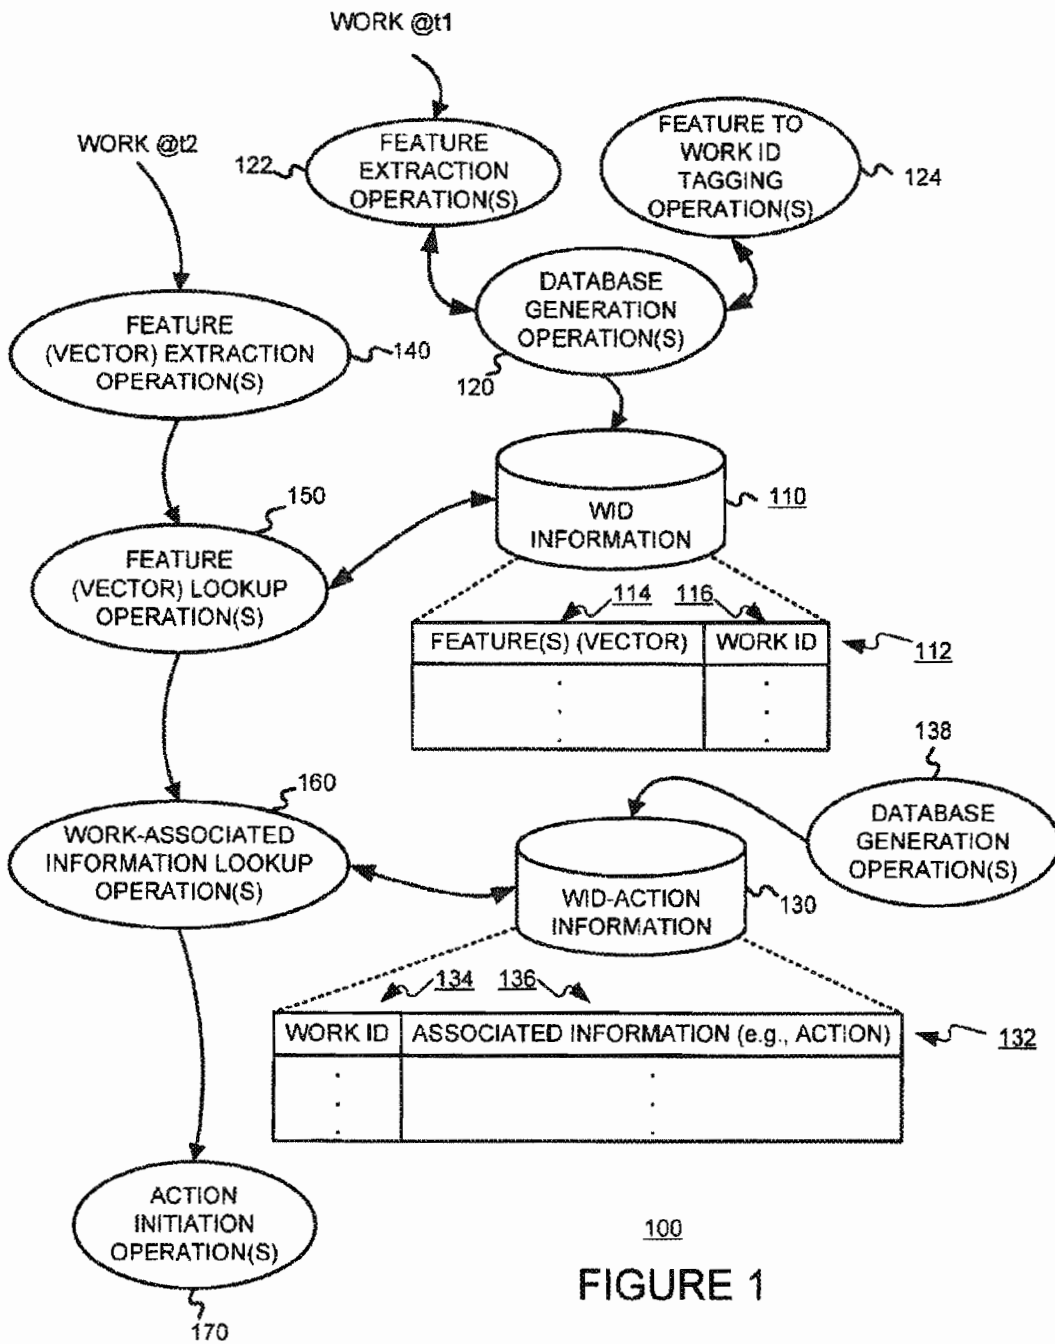 WORK @t1
WORK @t2
122
FEATURE
EXTRACTION
OPERATION(S)
FEATURE TO
WORK ID
TAGGING
OPERATION(S)
124
DATABASE
GENERATION
OPERATION(S)
120
FEATURE
(VECTOR) EXTRACTION
OPERATION(S)
140
150
FEATURE
(VECTOR) LOOKUP
OPERATION(S)
WID
INFORMATION
110
114
116
FEATURE(S) (VECTOR)
WORK ID
112
138
DATABASE
GENERATION
OPERATION(S)
160
WORK-ASSOCIATED
INFORMATION LOOKUP
OPERATION(S)
WID-ACTION
INFORMATION
130
134
136
WORK ID
ASSOCIATED INFORMATION (e.g., ACTION)
132
ACTION
INITIATION
OPERATION(S)
170
100
FIGURE 1